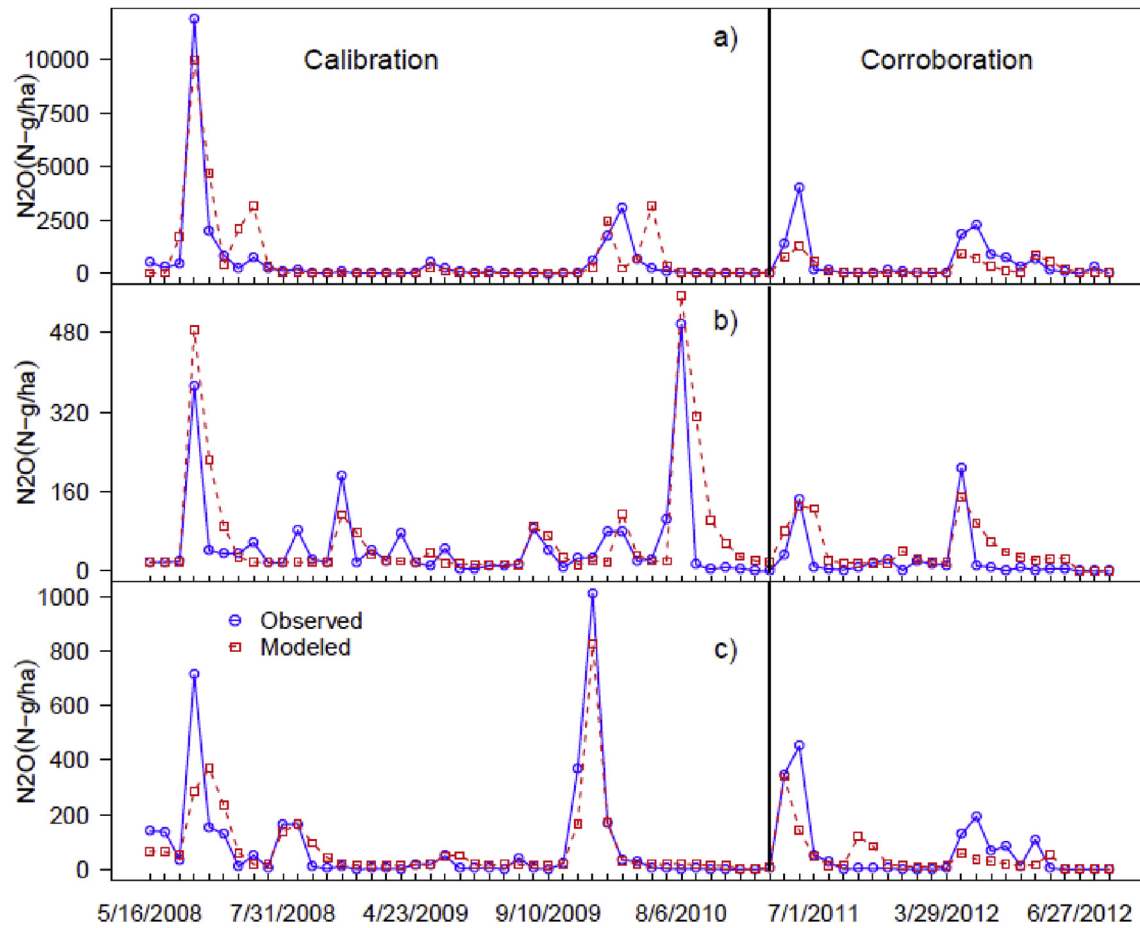 Calibration
a)
Corroboration
N2O(N−g/ha)
10000
7500
5000
2500
0
b)
N2O(N−g/ha)
480
320
160
0
c)
Observed
Modeled
N2O(N−g/ha)
1000
800
600
400
200
0
5/16/2008 7/31/2008 4/23/2009 9/10/2009 8/6/2010 7/1/2011 3/29/2012 6/27/2012